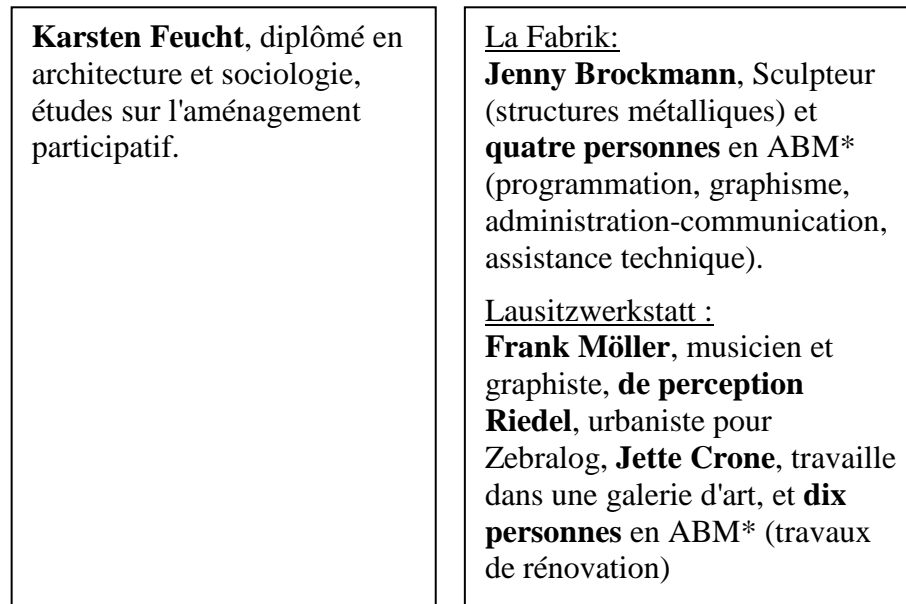 Karsten Feucht, diplômé en
architecture et sociologie,
études sur l'aménagement
participatif.
La Fabrik:
Jenny Brockmann, Sculpteur
(structures métalliques) et
quatre personnes en ABM*
(programmation, graphisme,
administration-communication,
assistance technique).
Lausitzwerkstatt :
Frank Möller, musicien et
graphiste, de perception
Riedel, urbaniste pour
Zebralog, Jette Crone, travaille
dans une galerie d'art, et dix
personnes en ABM* (travaux
de rénovation)